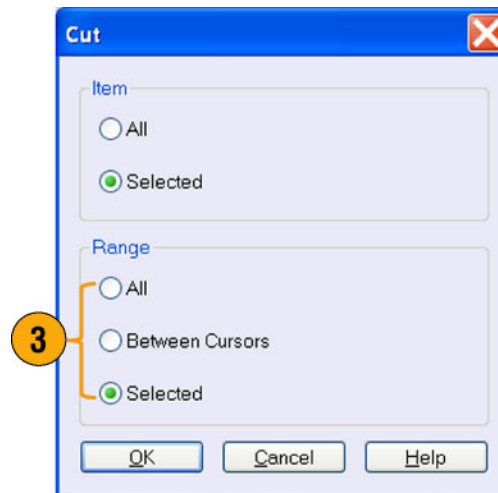 Cut
Item
All
Selected
Range
All
3
Between Cursors
Selected
OK Cancel Help